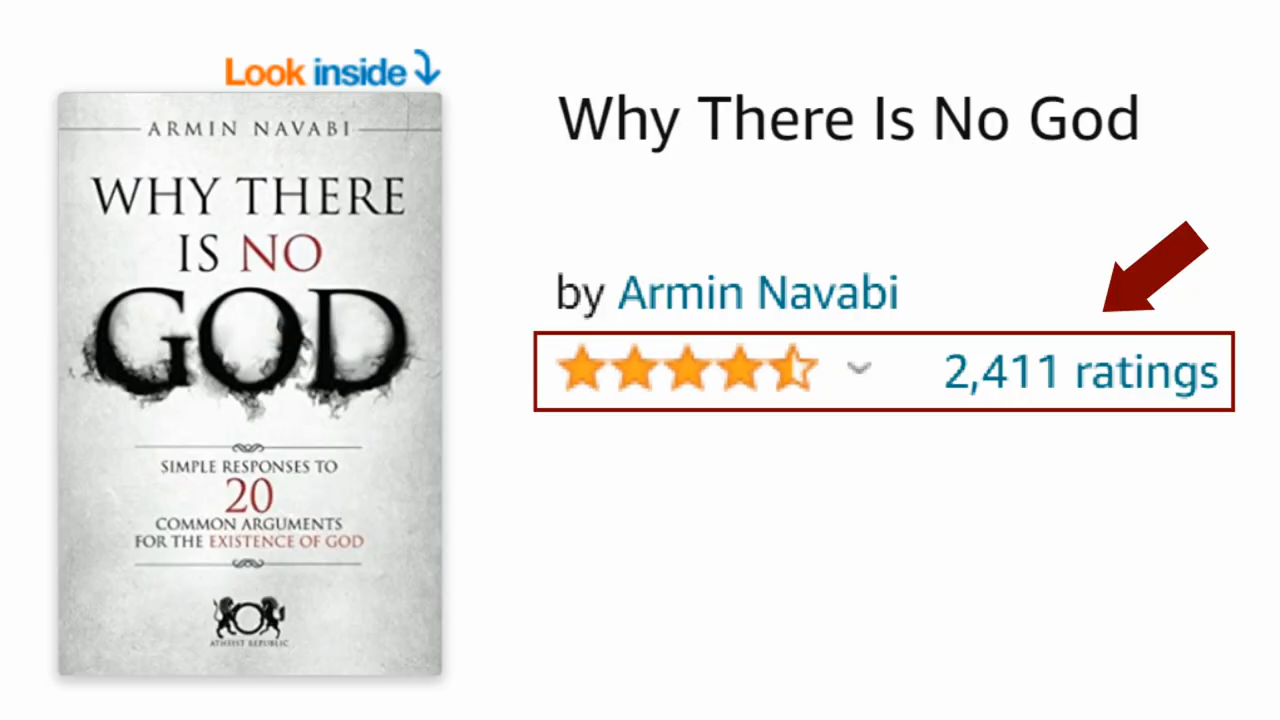 Look inside
ARMIN NAVABI
WHY THERE
IS NO
GOD
SIMPLE RESPONSES TO
20
COMMON ARGUMENTS
FOR THE EXISTENCE OF GOD
ATHEIST REPUBLIC
Why There Is No God
by Armin Navabi
2,411 ratings